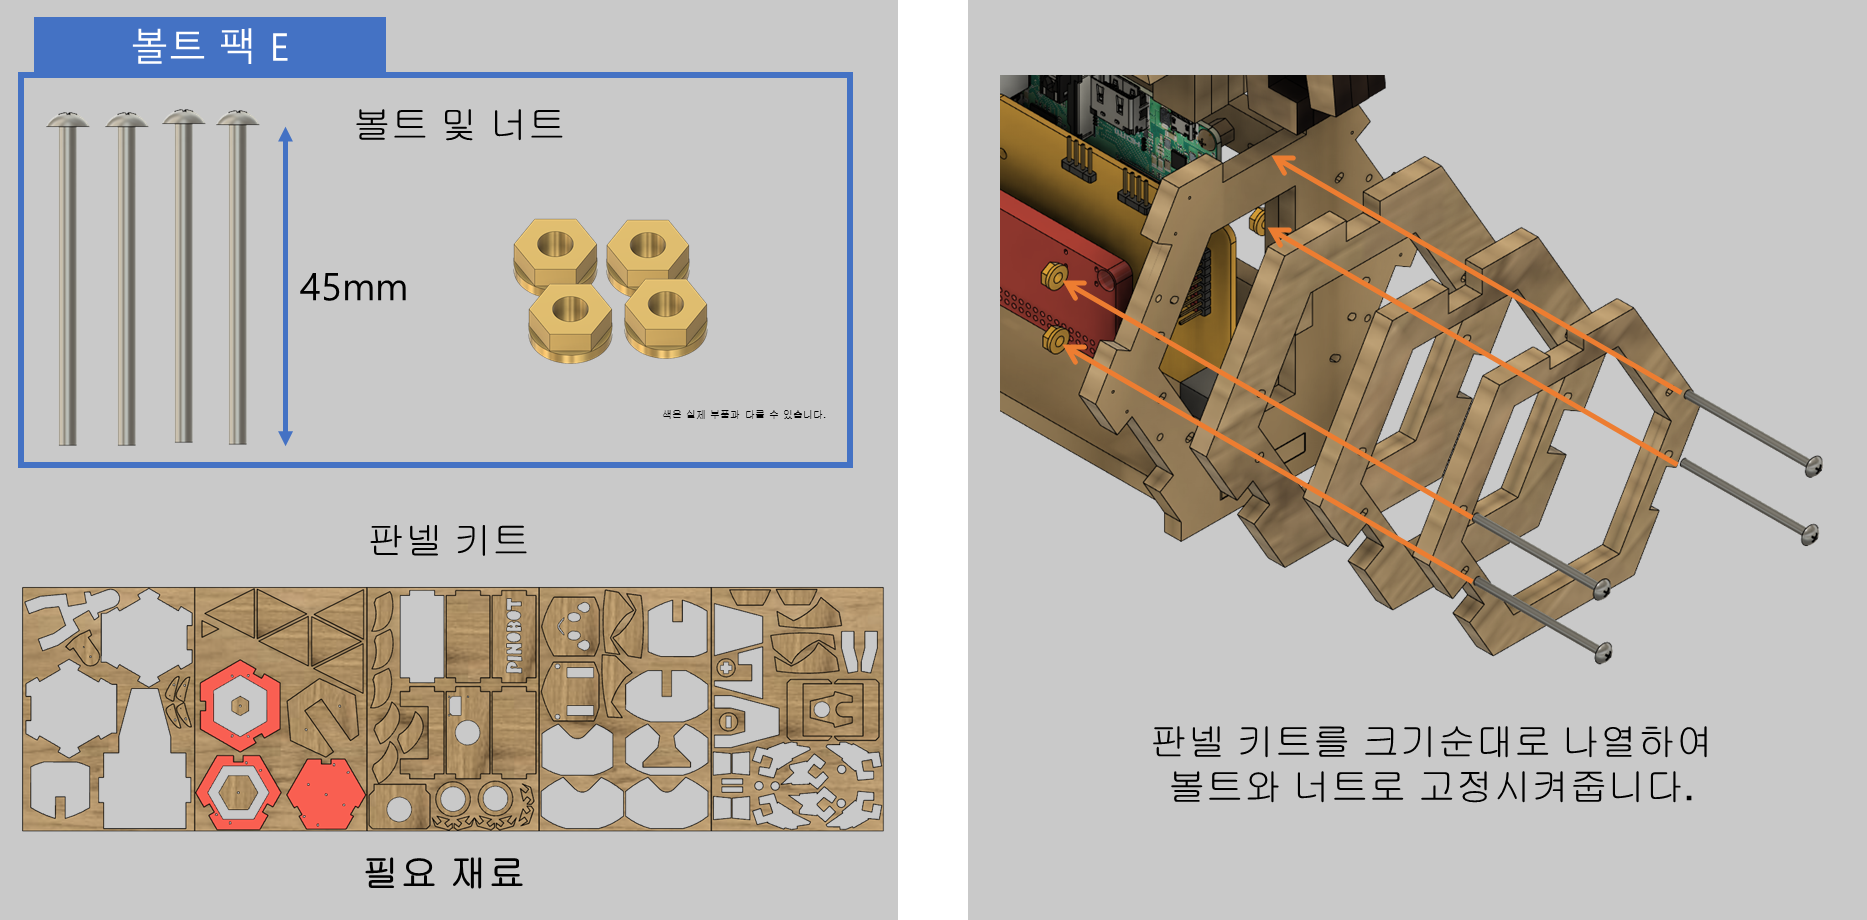 볼트 팩 E
볼트 및 너트
45mm
색은 실제 부품과 다를 수 있습니다.
판넬 키트
PINOBOT
필요 재료
판넬 키트를 크기순대로 나열하여
볼트와 너트로 고정시켜줍니다.